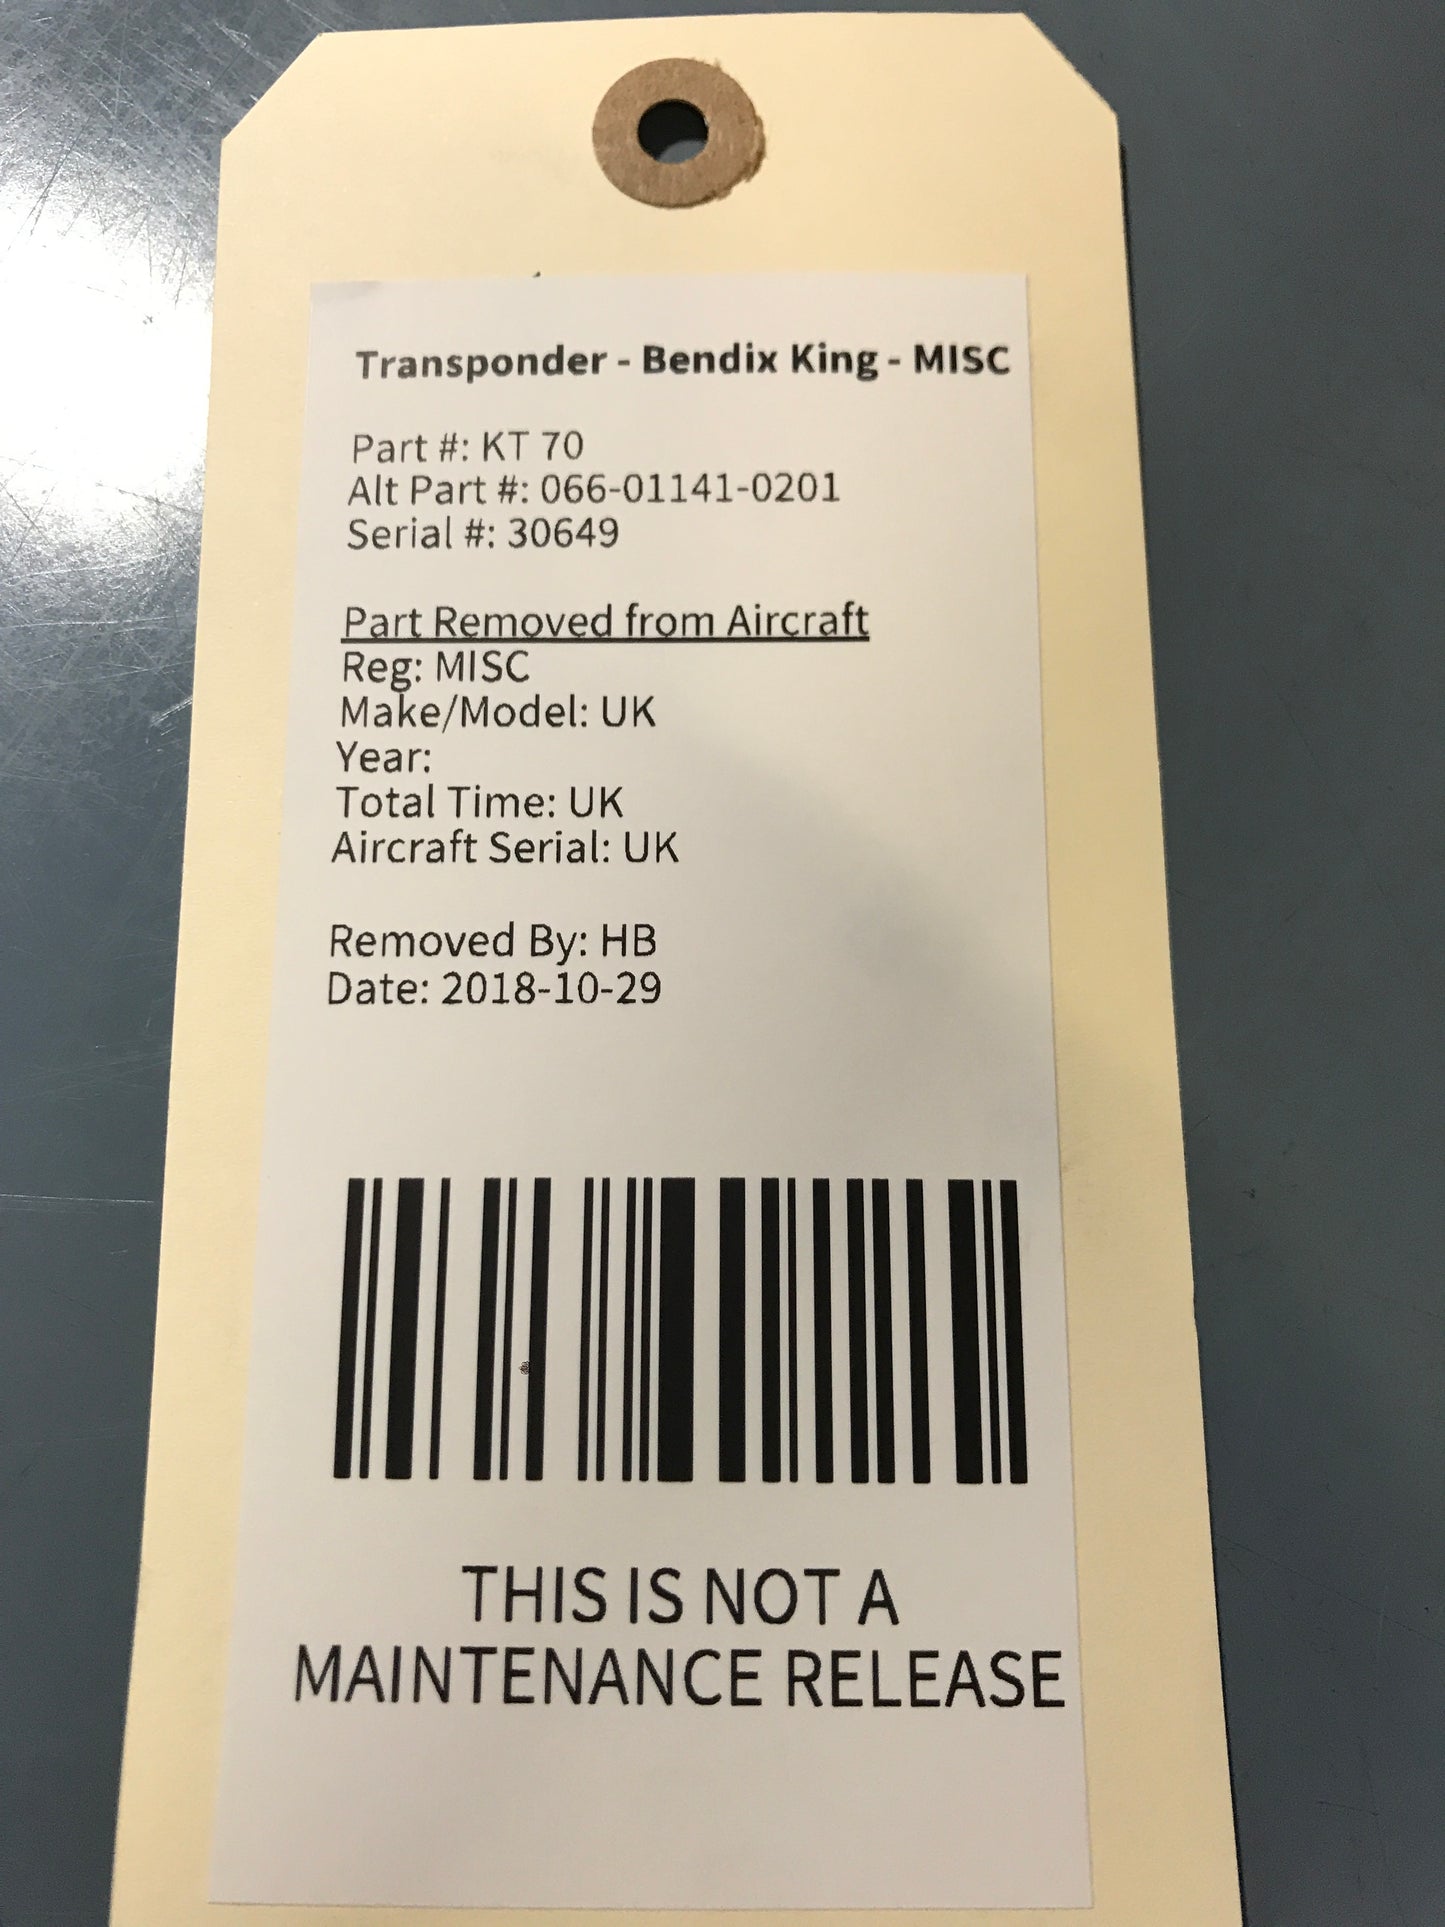 Transponder - Bendix King - MISC
Part #: KT 70
Alt Part #: 066-01141-0201
Serial #: 30649
Part Removed from Aircraft
Reg: MISC
Make/Model: UK
Year:
Total Time: UK
Aircraft Serial: UK
Removed By: HB
Date: 2018-10-29
THIS IS NOT A
MAINTENANCE RELEASE